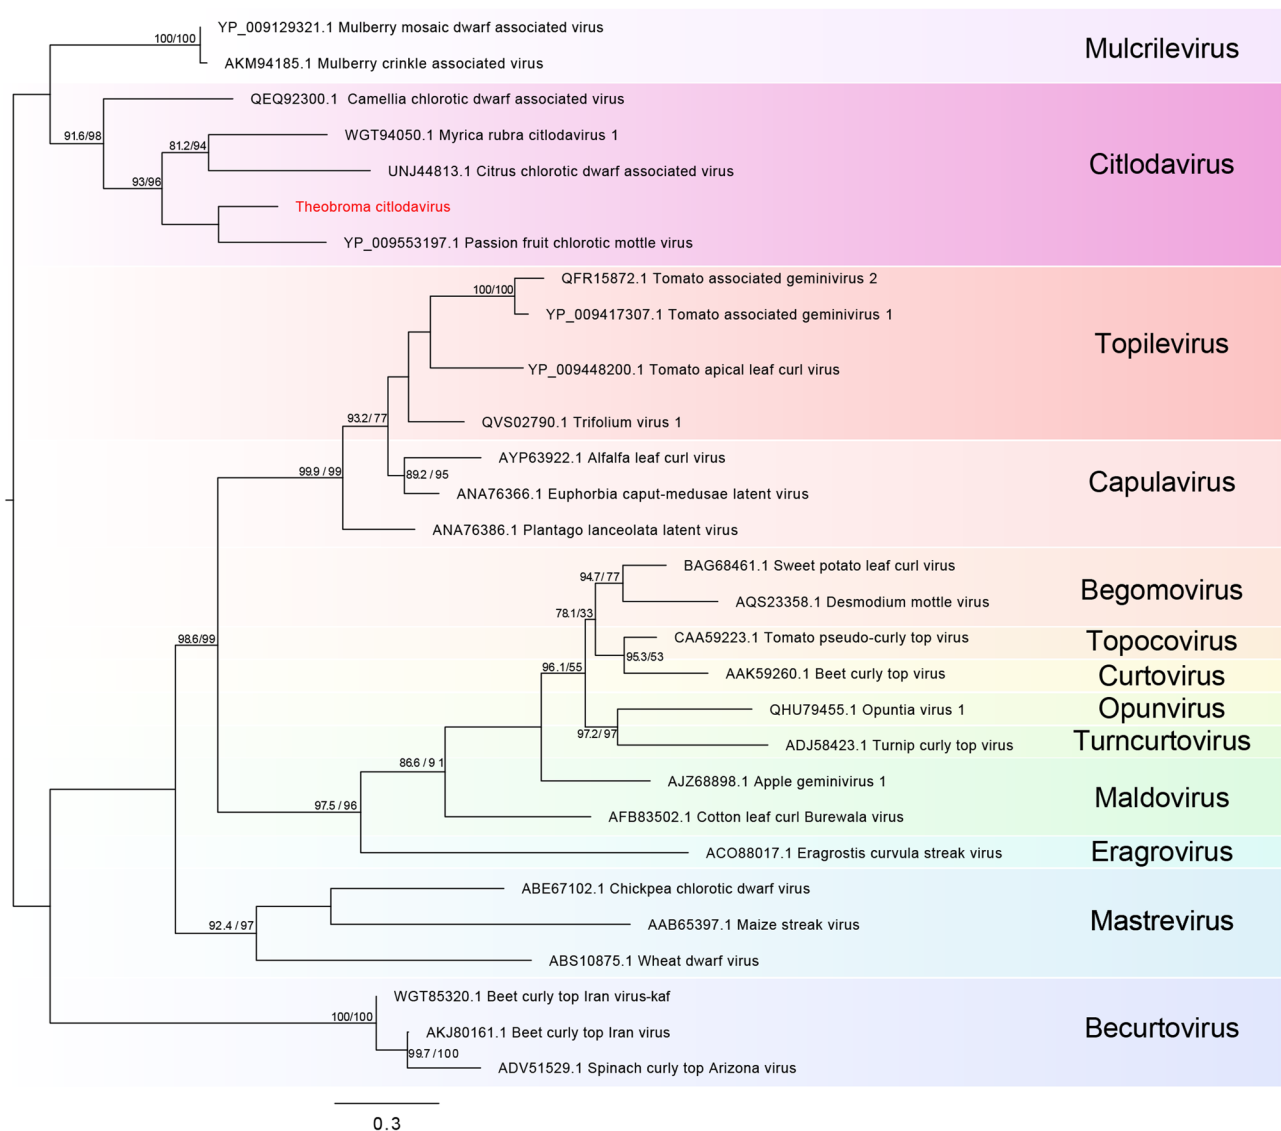 YP_009129321.1 Mulberry mosaic dwarf associated virus
100/100
Mulcrilevirus
AKM94185.1 Mulberry crinkle associated virus
QEQ92300.1 Camellia chlorotic dwarf associated virus
91.6/98
WGT94050.1 Myrica rubra citlodavirus 1
81.2/94
Citlodavirus
UNJ44813.1 Citrus chlorotic dwarf associated virus
93/96
Theobroma citlodavirus
YP_009553197.1 Passion fruit chlorotic mottle virus
QFR15872.1 Tomato associated geminivirus 2
100/100
YP_009417307.1 Tomato associated geminivirus 1
Topilevirus
YP_009448200.1 Tomato apical leaf curl virus
93.2/77
QVS02790.1 Trifolium virus 1
AYP63922.1 Alfalfa leaf curl virus
99.9/99
89.2/95
Capulavirus
ANA76366.1 Euphorbia caput-medusae latent virus
ANA76386.1 Plantago lanceolata latent virus
BAG68461.1 Sweet potato leaf curl virus
94.7/77
Begomovirus
AQS23358.1 Desmodium mottle virus
78.1/33
98.6/99
CAA59223.1 Tomato pseudo-curly top virus
Topocovirus
95.3/53
96.1/55
AAK59260.1 Beet curly top virus
Curtovirus
QHU79455.1 Opuntia virus 1
Opunvirus
97.2/97
ADJ58423.1 Turnip curly top virus
Turncurtovirus
86.6/9 1
AJZ68898.1 Apple geminivirus 1
Maldovirus
97.5/96
AFB83502.1 Cotton leaf curl Burewala virus
ACO88017.1 Eragrostis curvula streak virus
Eragrovirus
ABE67102.1 Chickpea chlorotic dwarf virus
92.4/97
AAB65397.1 Maize streak virus
Mastrevirus
ABS10875.1 Wheat dwarf virus
WGT85320.1 Beet curly top Iran virus-kaf
100/100
AKJ80161.1 Beet curly top Iran virus
Becurtovirus
99.7/100
ADV51529.1 Spinach curly top Arizona virus
0.3